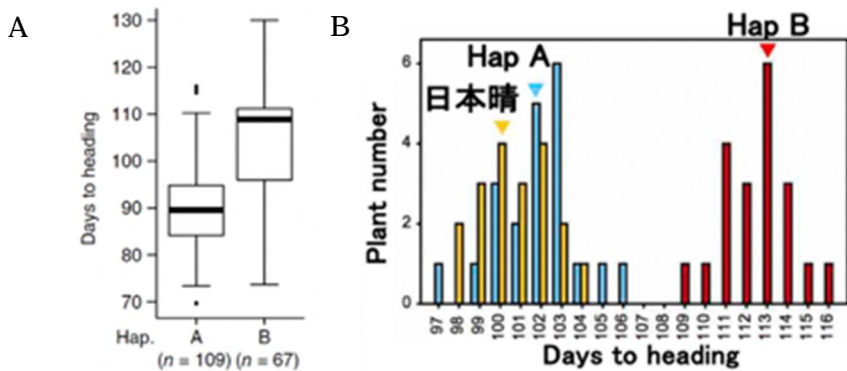 A
130
120
110
100
90
80
70
Days to heading
Hap. A B
(n = 109) (n = 67)
B
Hap B
Hap A
日本晴
6
4
2
0
Plant number
97 98 99 100 101 102 103 104 105 106 107 108 109 110 111 112 113 114 115 116
Days to heading